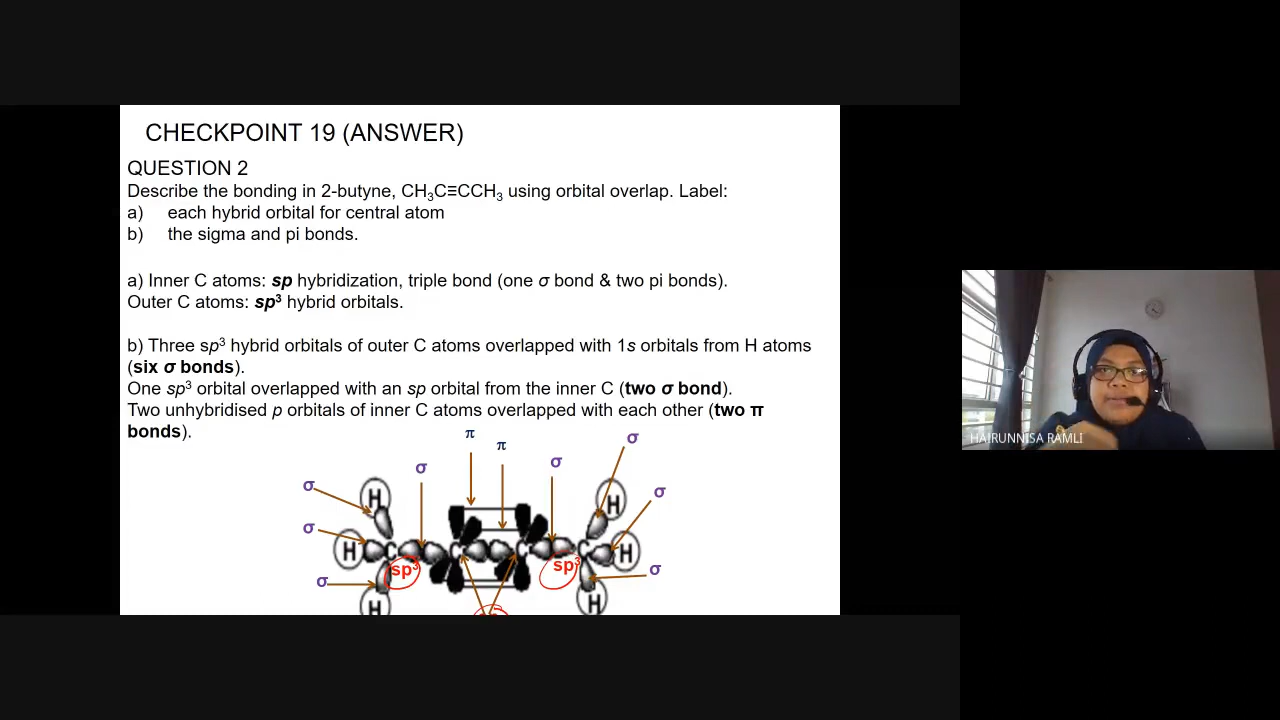 CHECKPOINT 19 (ANSWER)
QUESTION 2
Describe the bonding in 2-butyne, CH₃C≡CCH₃ using orbital overlap. Label:
a) each hybrid orbital for central atom
b) the sigma and pi bonds.
a) Inner C atoms: sp hybridization, triple bond (one σ bond & two pi bonds).
Outer C atoms: sp³ hybrid orbitals.
b) Three sp³ hybrid orbitals of outer C atoms overlapped with 1s orbitals from H atoms
(six σ bonds).
One sp³ orbital overlapped with an sp orbital from the inner C (two σ bond).
Two unhybridised p orbitals of inner C atoms overlapped with each other (two π
bonds).
π
π
σ
σ
σ
σ
σ
σ
σ
σ
H
H
H
C
C
C
C
H
H
H
sp³
sp³
HAIRUNNISA RAMLI